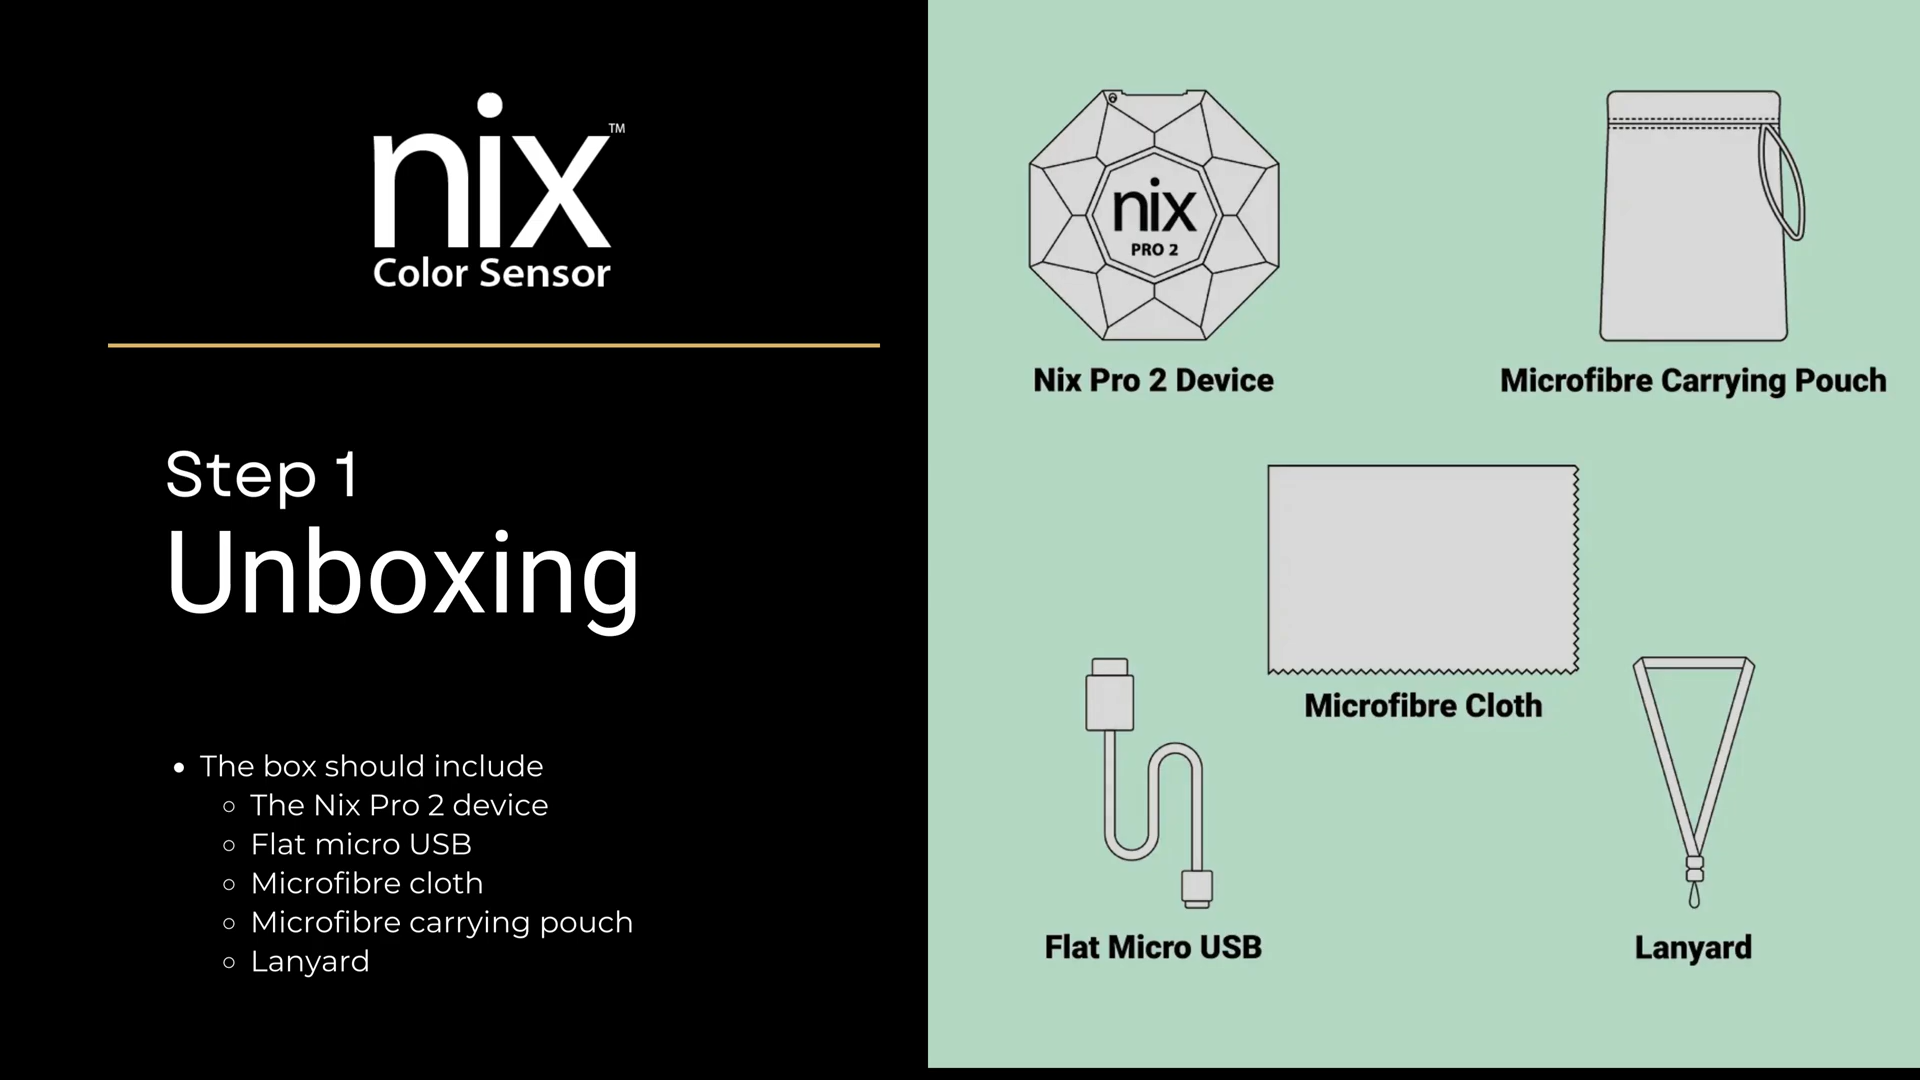 nix™
Color Sensor
Step 1
Unboxing
• The box should include
○ The Nix Pro 2 device
○ Flat micro USB
○ Microfibre cloth
○ Microfibre carrying pouch
○ Lanyard
nix
PRO 2
Nix Pro 2 Device
Microfibre Carrying Pouch
Microfibre Cloth
Flat Micro USB
Lanyard